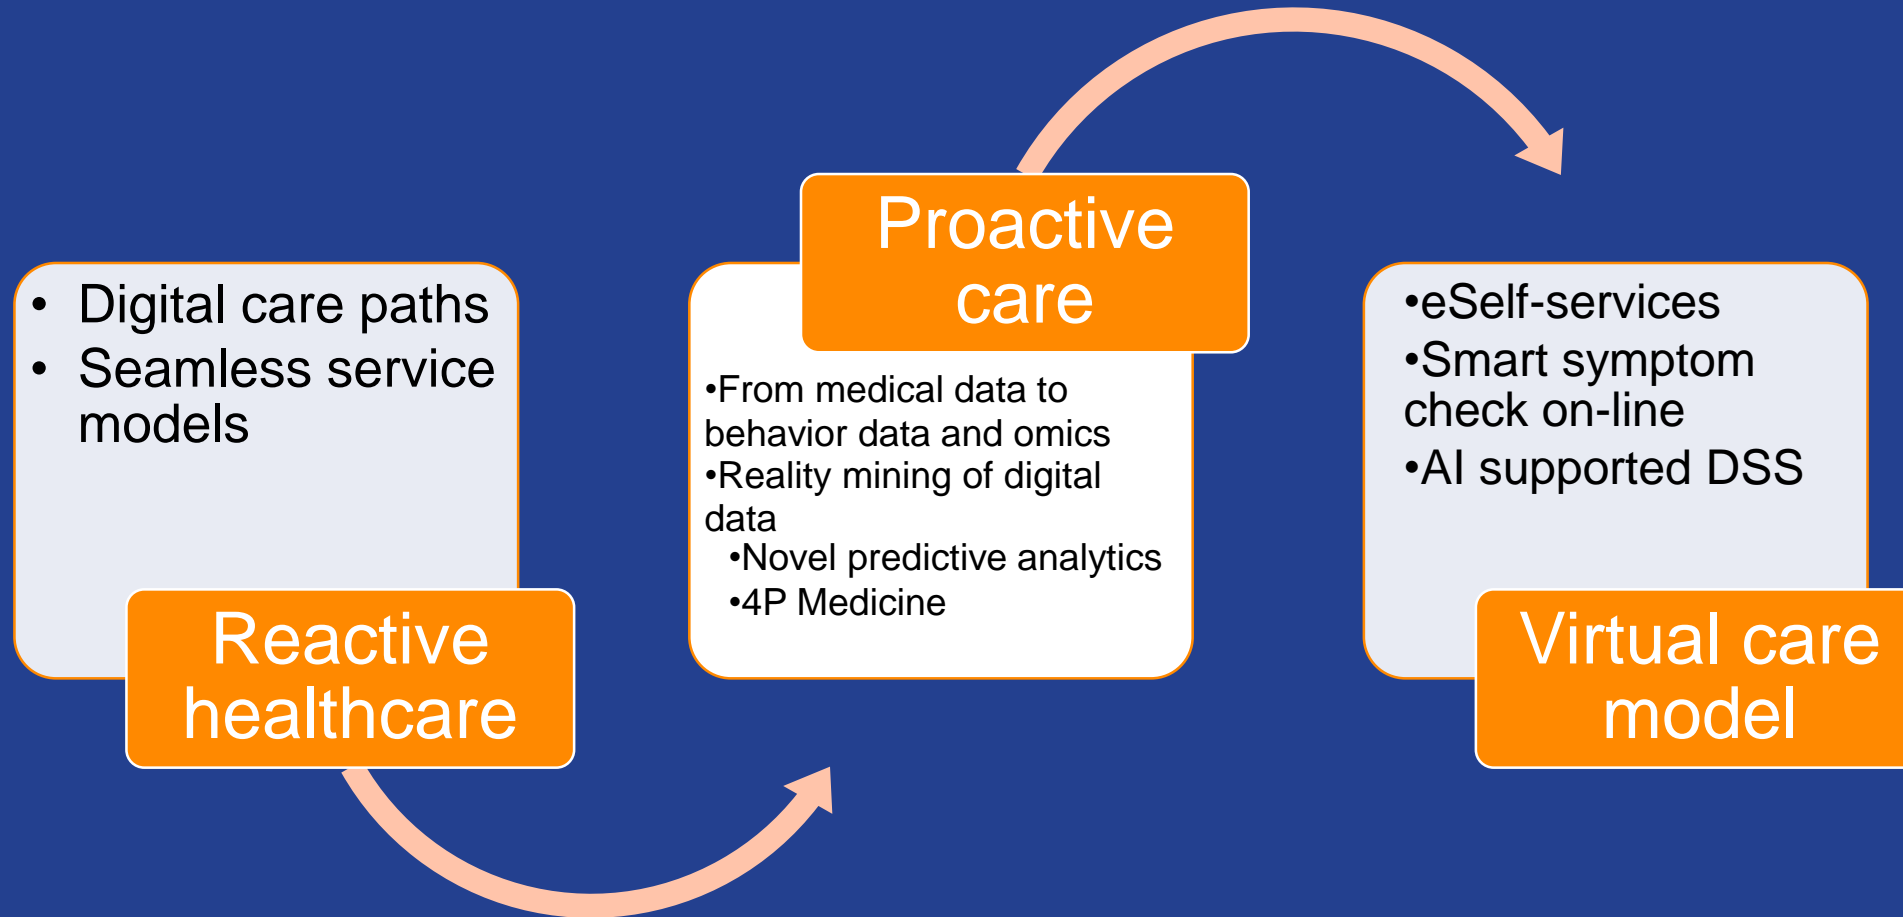 • Digital care paths
• Seamless service
models
Reactive
healthcare
Proactive
care
•From medical data to
behavior data and omics
•Reality mining of digital
data
•Novel predictive analytics
•4P Medicine
•eSelf-services
•Smart symptom
check on-line
•AI supported DSS
Virtual care
model